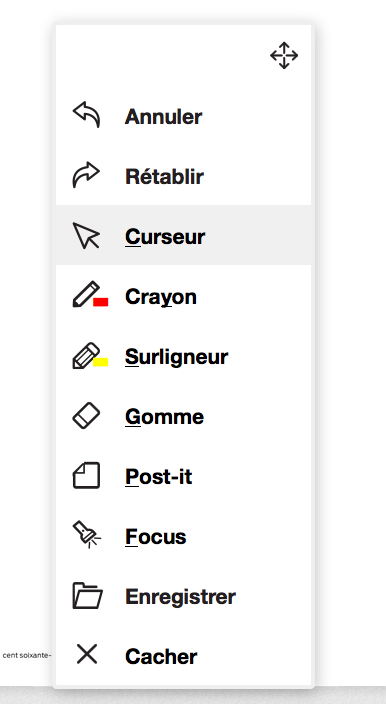 Annuler
Rétablir
Curseur
Crayon
Surligneur
Gomme
Post-it
Focus
Enregistrer
cent soixante-
Cacher